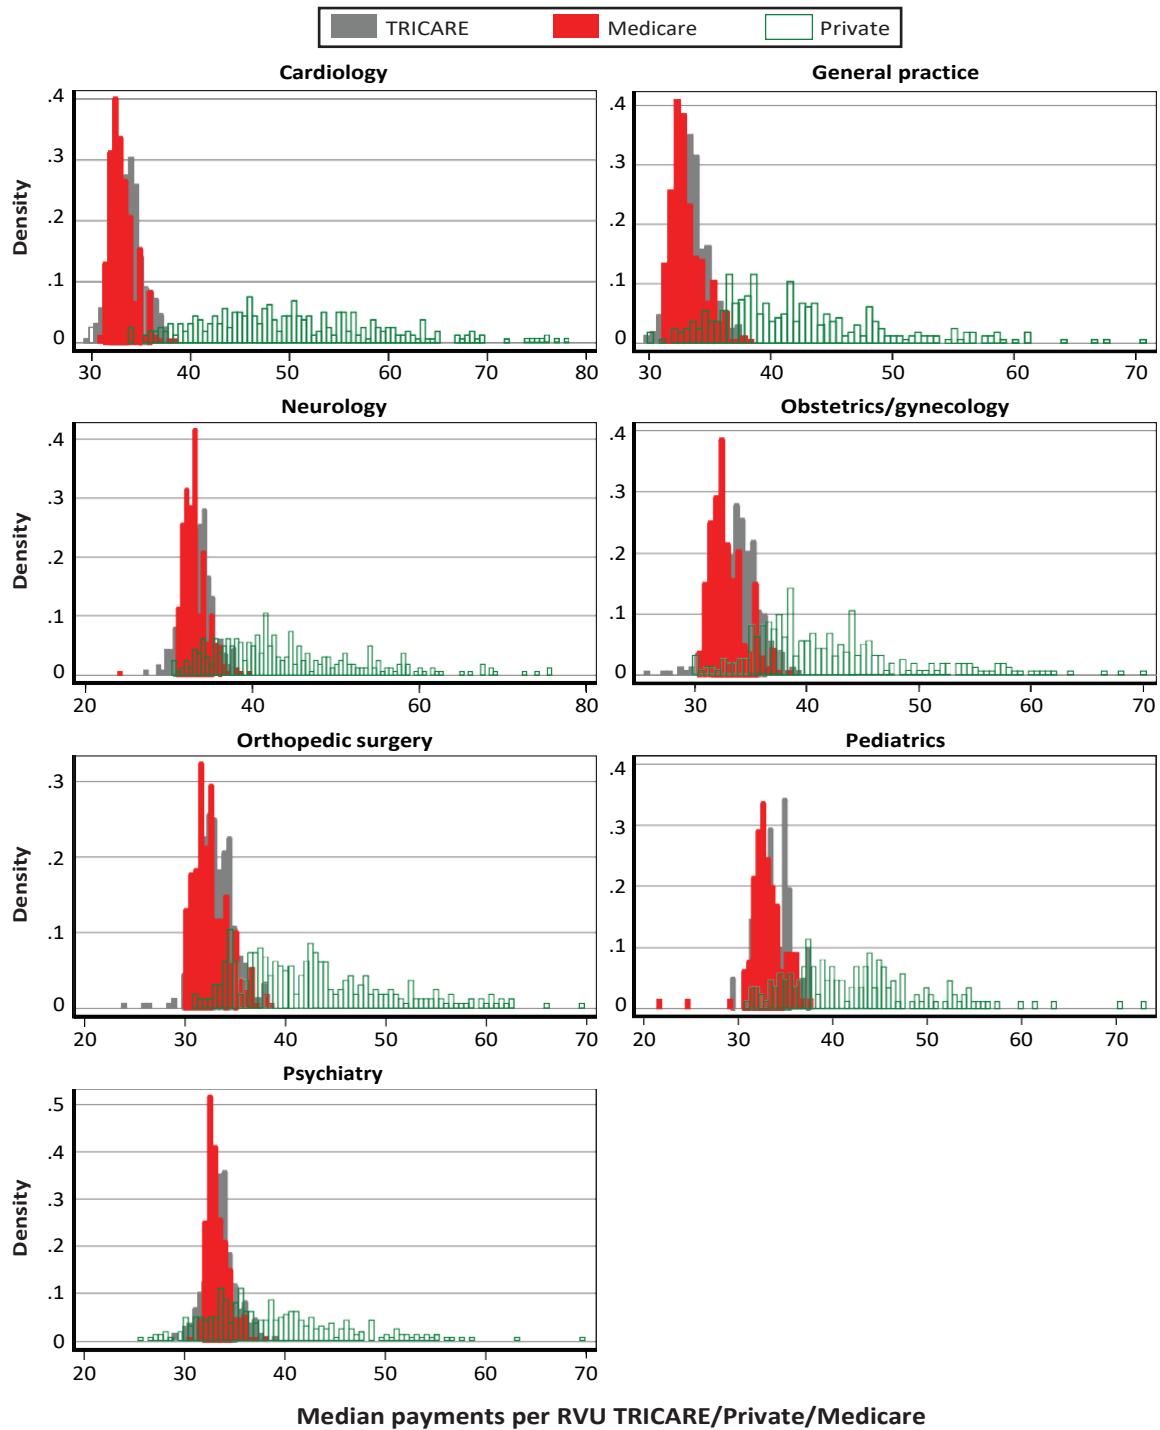 TRICARE Medicare Private
Cardiology
General practice
.4
.3
.2
.1
0
30 40 50 60 70 80
.4
.3
.2
.1
0
30 40 50 60 70
Density
Neurology
Obstetrics/gynecology
.4
.3
.2
.1
0
20 40 60 80
.4
.3
.2
.1
0
30 40 50 60 70
Density
Orthopedic surgery
Pediatrics
.3
.2
.1
0
20 30 40 50 60 70
.4
.3
.2
.1
0
20 30 40 50 60 70
Density
Psychiatry
.5
.4
.3
.2
.1
0
20 30 40 50 60 70
Density
Median payments per RVU TRICARE/Private/Medicare